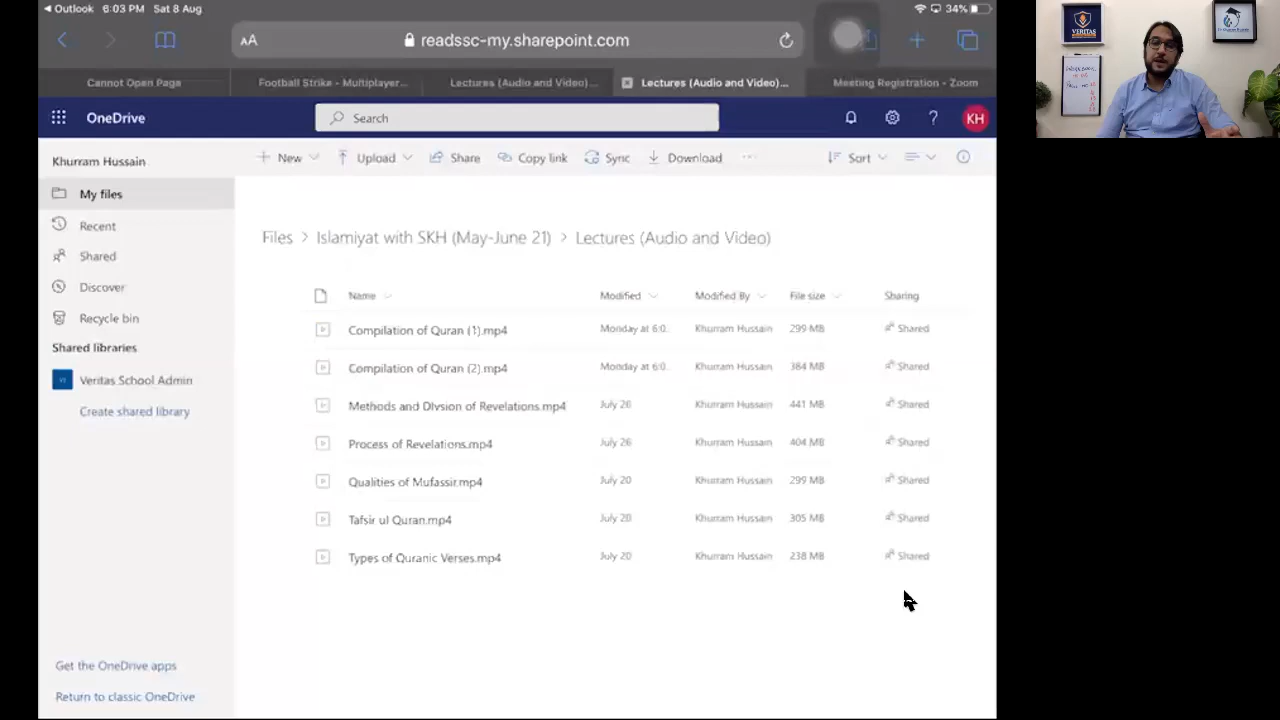 Outlook 6:03 PM Sat 8 Aug 34%
AA readssc-my.sharepoint.com
Cannot Open Page Football Strike - Multiplayer... Lectures (Audio and Video)... Lectures (Audio and Video)... Meeting Registration - Zoom
OneDrive Search ? KH
Khurram Hussain New Upload Share Copy link Sync Download ... Sort
My files
Recent
Shared
Discover
Recycle bin
Shared libraries
Veritas School Admin
Create shared library
Get the OneDrive apps
Return to classic OneDrive
Files > Islamiyat with SKH (May-June 21) > Lectures (Audio and Video)
Name Modified Modified By File size Sharing
Compilation of Quran (1).mp4 Monday at 6:0. Khurram Hussain 299 MB Shared
Compilation of Quran (2).mp4 Monday at 6:0. Khurram Hussain 384 MB Shared
Methods and DIvsion of Revelations.mp4 July 26 Khurram Hussain 441 MB Shared
Process of Revelations.mp4 July 26 Khurram Hussain 404 MB Shared
Qualities of Mufassir.mp4 July 20 Khurram Hussain 299 MB Shared
Tafsir ul Quran.mp4 July 20 Khurram Hussain 305 MB Shared
Types of Quranic Verses.mp4 July 20 Khurram Hussain 238 MB Shared
VERITAS